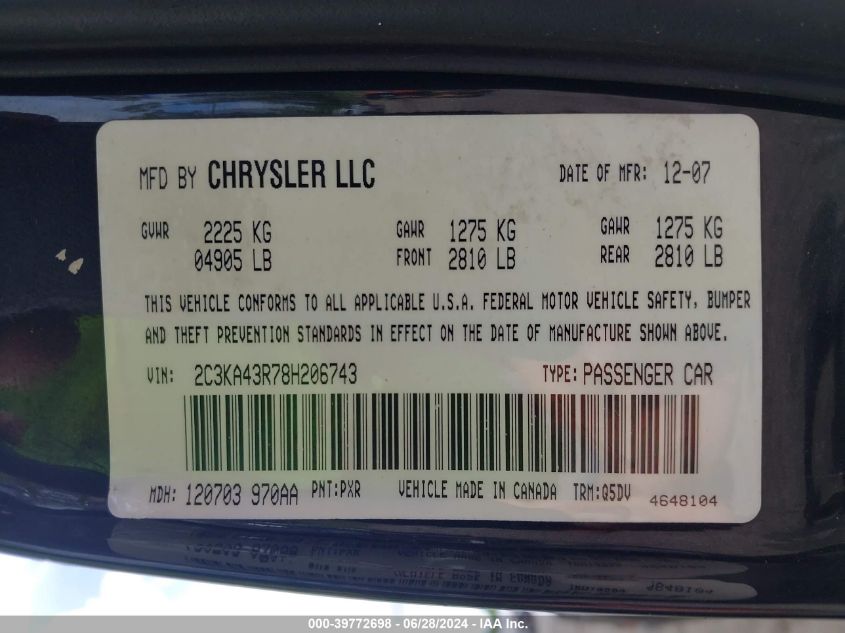 MFD BY CHRYSLER LLC DATE OF MFR: 12-07
GVWR 2225 KG GAWR 1275 KG GAWR 1275 KG
04905 LB FRONT 2810 LB REAR 2810 LB
THIS VEHICLE CONFORMS TO ALL APPLICABLE U.S.A. FEDERAL MOTOR VEHICLE SAFETY, BUMPER
AND THEFT PREVENTION STANDARDS IN EFFECT ON THE DATE OF MANUFACTURE SHOWN ABOVE.
VIN: 2C3KA43R78H206743 TYPE: PASSENGER CAR
MDH: 120703 970AA PNT:PXR VEHICLE MADE IN CANADA TRM:Q5DV 4648104
000-39772698 - 06/28/2024 - IAA Inc.